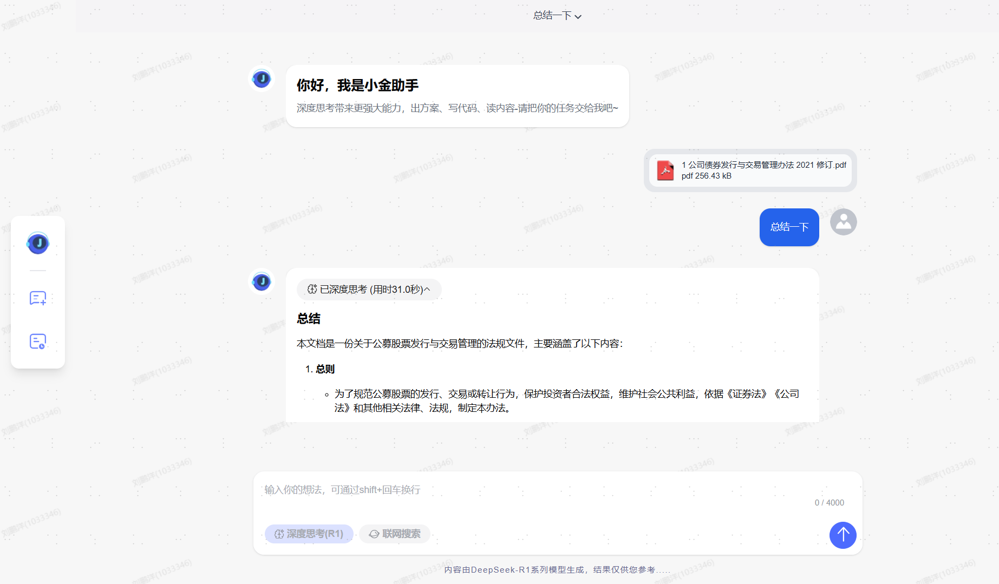 总结一下
你好，我是小金助手
深度思考带来更强大能力，出方案、写代码、读内容-请把你的任务交给我吧~
1 公司债券发行与交易管理办法 2021 修订.pdf
pdf 256.43 kB
总结一下
已深度思考 (用时31.0秒)
总结
本文档是一份关于公募股票发行与交易管理的法规文件，主要涵盖了以下内容：
1. 总则
为了规范公募股票的发行、交易或转让行为，保护投资者合法权益，维护社会公共利益，依据《证券法》《公司
法》和其他相关法律、法规，制定本办法。
输入你的想法，可通过shift+回车换行
0 / 4000
深度思考(R1)
联网搜索
内容由DeepSeek-R1系列模型生成，结果仅供您参考.....
刘鹏洋(1033346)